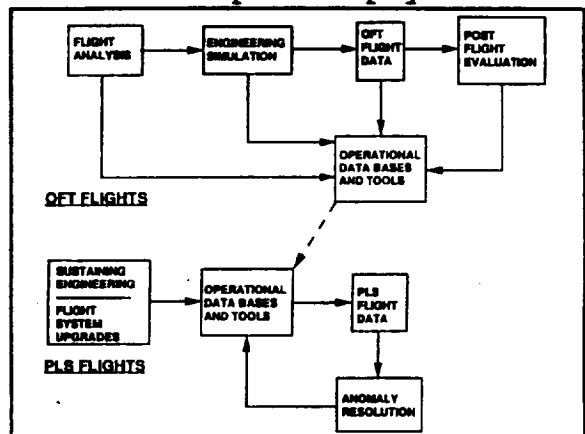 FLIGHT
ANALYSIS
ENGINEERING
SIMULATION
OFT
FLIGHT
DATA
POST
FLIGHT
EVALUATION
OPERATIONAL
DATA BASES
AND TOOLS
OFT FLIGHTS
SUSTAINING
ENGINEERING
FLIGHT
SYSTEM
UPGRADES
OPERATIONAL
DATA BASES
AND TOOLS
PLS
FLIGHT
DATA
PLS FLIGHTS
ANOMALY
RESOLUTION